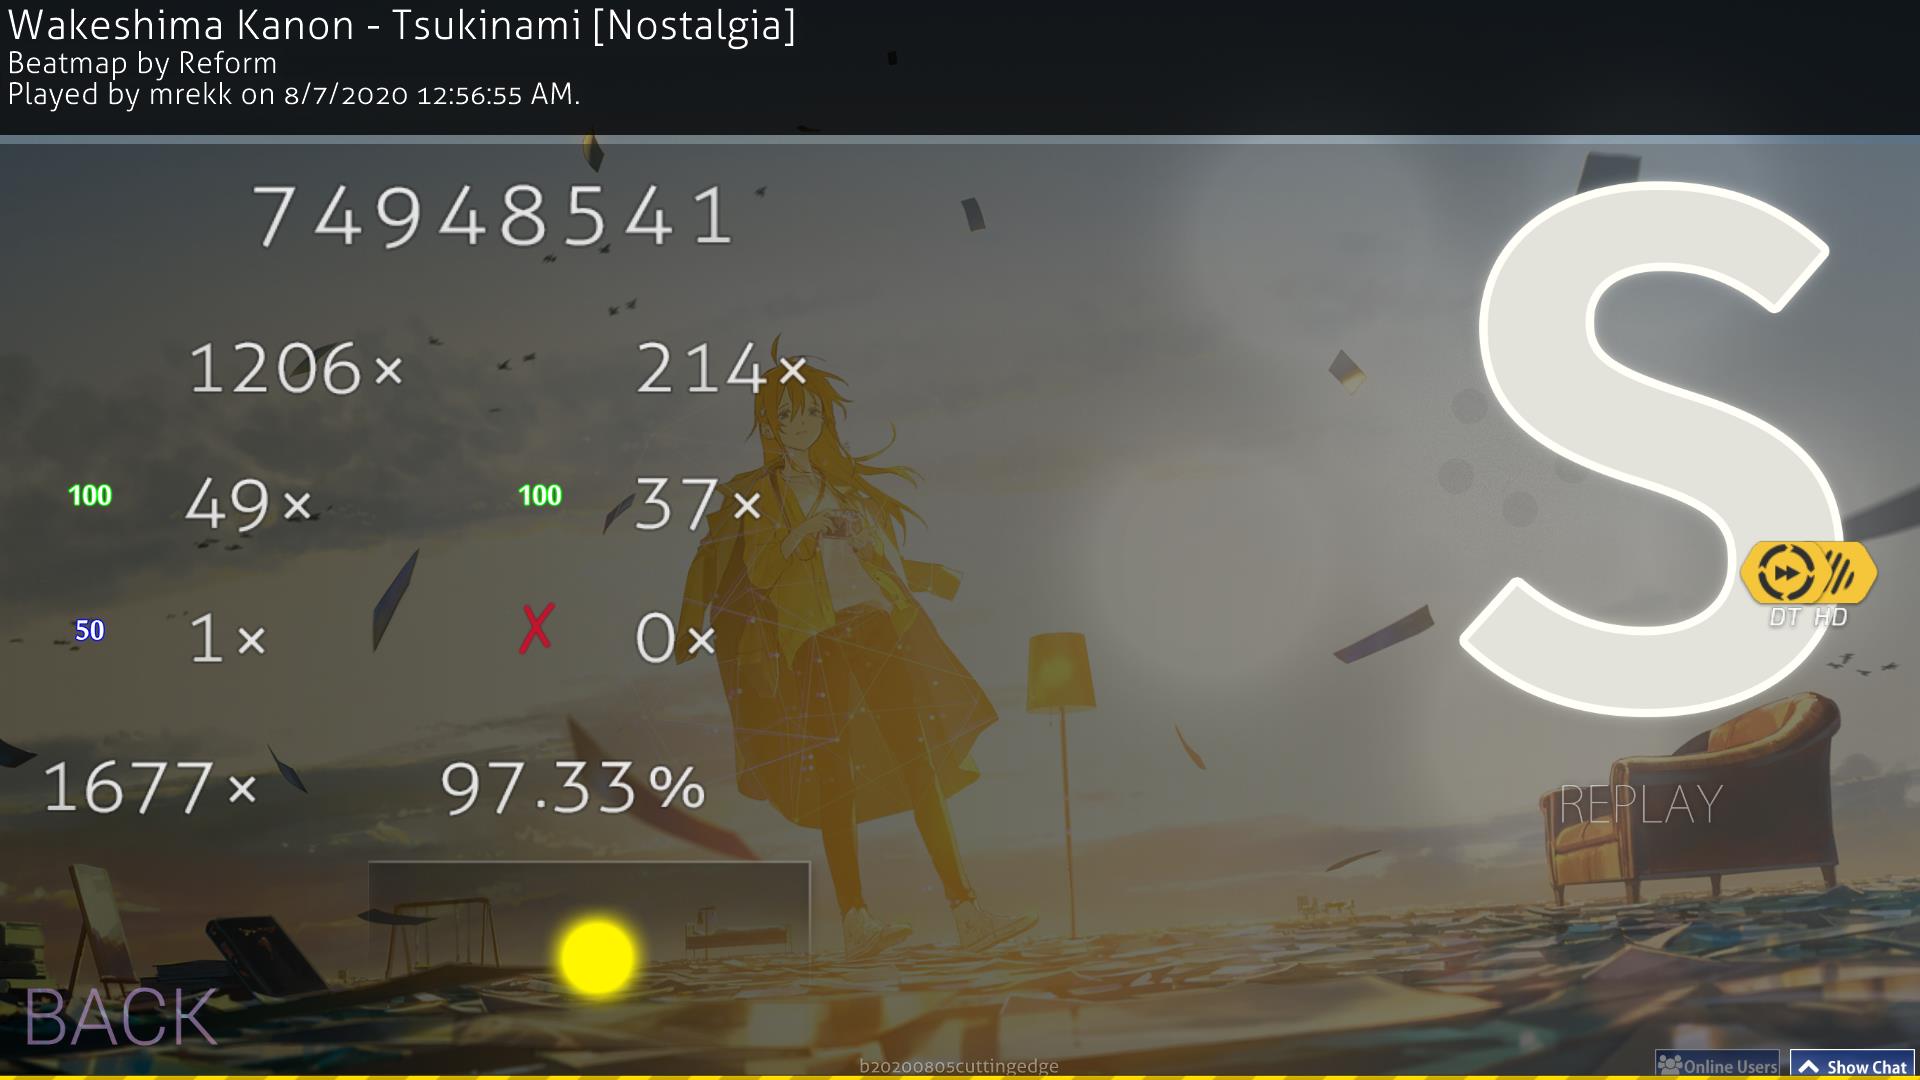 Wakeshima Kanon - Tsukinami [Nostalgia]
Beatmap by Reform
Played by mrekk on 8/7/2020 12:56:55 AM.
74948541
1206× 214×
100 49× 100 37×
50 1× X 0×
1677× 97.33%
S
DT HD
REPLAY
BACK
b20200805cuttingedge
Online Users Show Chat